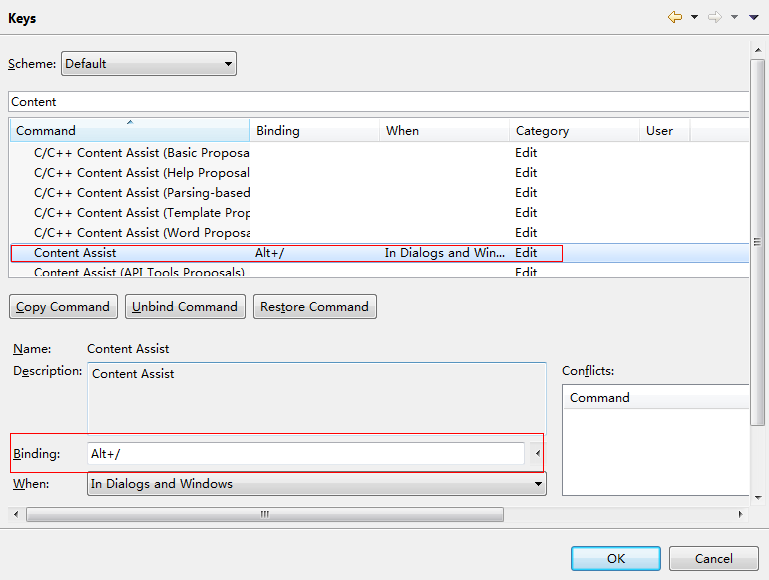 Keys
Scheme: Default
Content
Command Binding When Category User
C/C++ Content Assist (Basic Proposa Edit
C/C++ Content Assist (Help Proposal Edit
C/C++ Content Assist (Parsing-based Edit
C/C++ Content Assist (Template Prop Edit
C/C++ Content Assist (Word Proposa Edit
Content Assist Alt+/ In Dialogs and Win... Edit
Content Assist (API Tools Proposals) Edit
Copy Command Unbind Command Restore Command
Name: Content Assist
Description: Content Assist
Conflicts:
Command
Binding: Alt+/
When: In Dialogs and Windows
OK Cancel